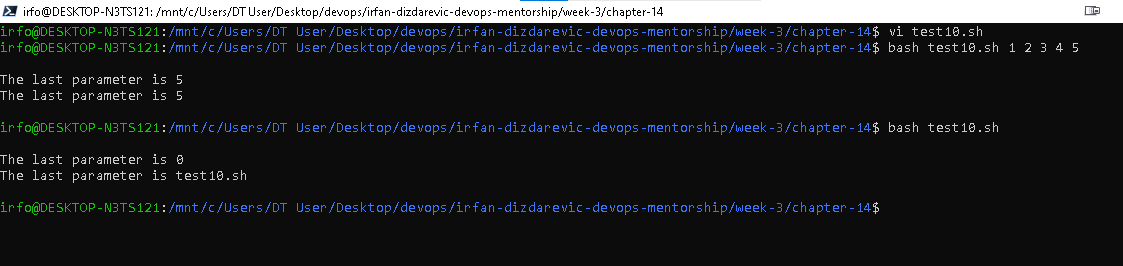 irfo@DESKTOP-N3TS121: /mnt/c/Users/DT User/Desktop/devops/irfan-dizdarevic-devops-mentorship/week-3/chapter-14
irfo@DESKTOP-N3TS121:/mnt/c/Users/DT User/Desktop/devops/irfan-dizdarevic-devops-mentorship/week-3/chapter-14$ vi test10.sh
irfo@DESKTOP-N3TS121:/mnt/c/Users/DT User/Desktop/devops/irfan-dizdarevic-devops-mentorship/week-3/chapter-14$ bash test10.sh 1 2 3 4 5
The last parameter is 5
The last parameter is 5
irfo@DESKTOP-N3TS121:/mnt/c/Users/DT User/Desktop/devops/irfan-dizdarevic-devops-mentorship/week-3/chapter-14$ bash test10.sh
The last parameter is 0
The last parameter is test10.sh
irfo@DESKTOP-N3TS121:/mnt/c/Users/DT User/Desktop/devops/irfan-dizdarevic-devops-mentorship/week-3/chapter-14$